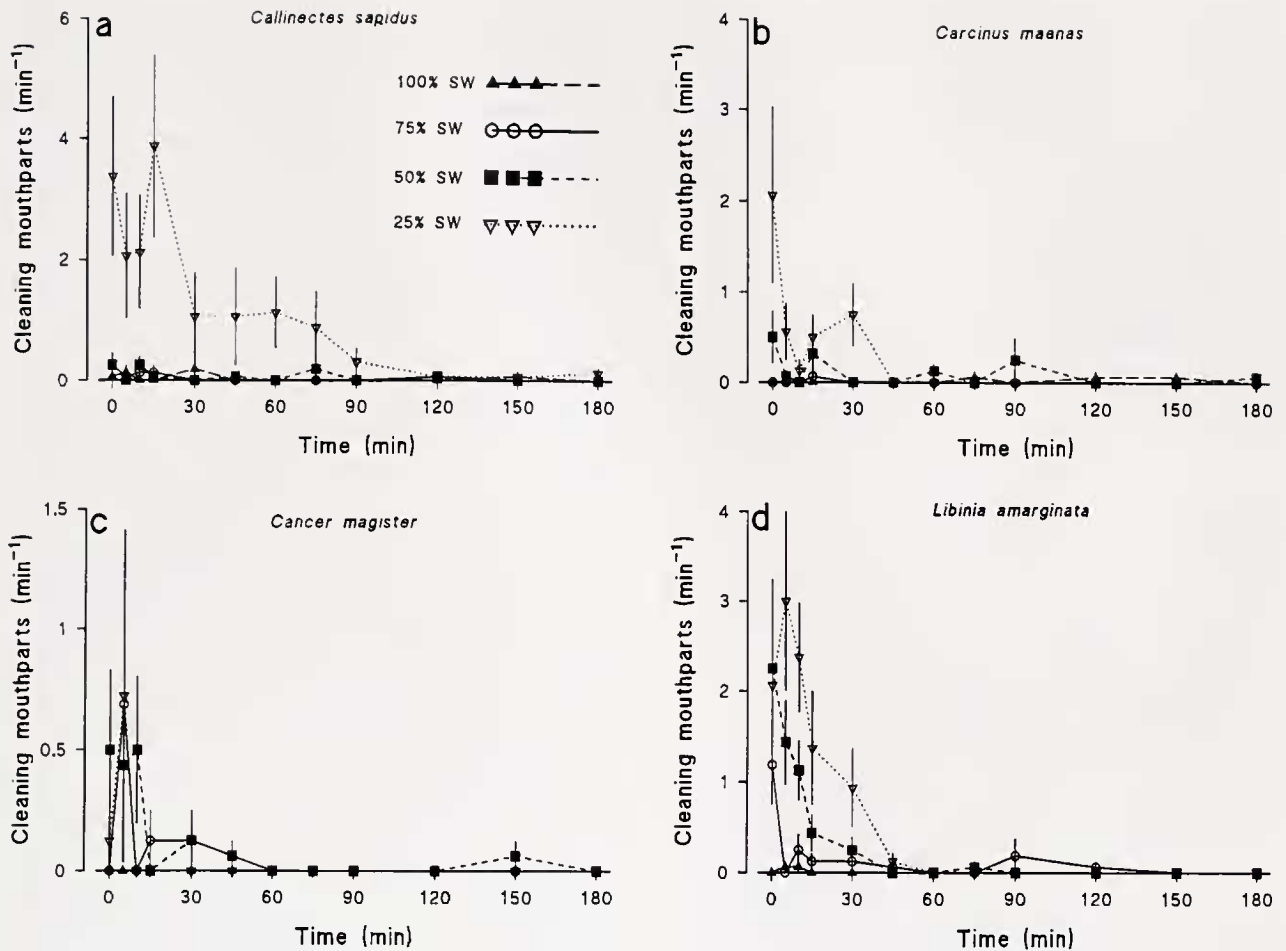 a
Callinectes sapidus
6
4
2
0
Cleaning mouthparts (min⁻¹)
100% SW
75% SW
50% SW
25% SW
0 30 60 90 120 150 180
Time (min)
b
Carcinus maenas
4
3
2
1
0
Cleaning mouthparts (min⁻¹)
0 30 60 90 120 150 180
Time (min)
c
Cancer magister
1.5
1
0.5
0
Cleaning mouthparts (min⁻¹)
0 30 60 90 120 150 180
Time (min)
d
Libinia amarginata
4
3
2
1
0
Cleaning mouthparts (min⁻¹)
0 30 60 90 120 150 180
Time (min)